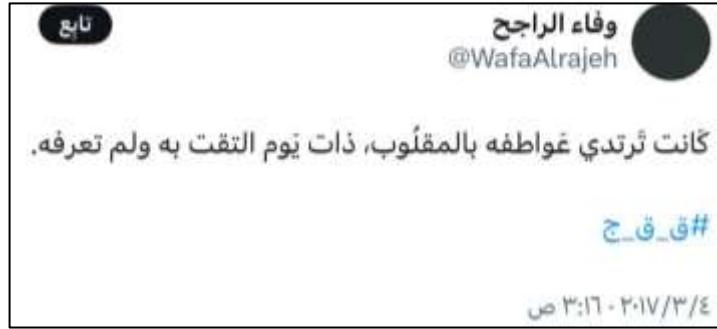 وفاء الراجح
تابع
@WafaAlrajeh
كَانت تَرتدي عَواطفه بالمقلُوب، ذات يَوم التقت به ولم تعرفه.
#ق_ق_ج
٢٠١٧/٣/٤ · ٣:١٦ ص